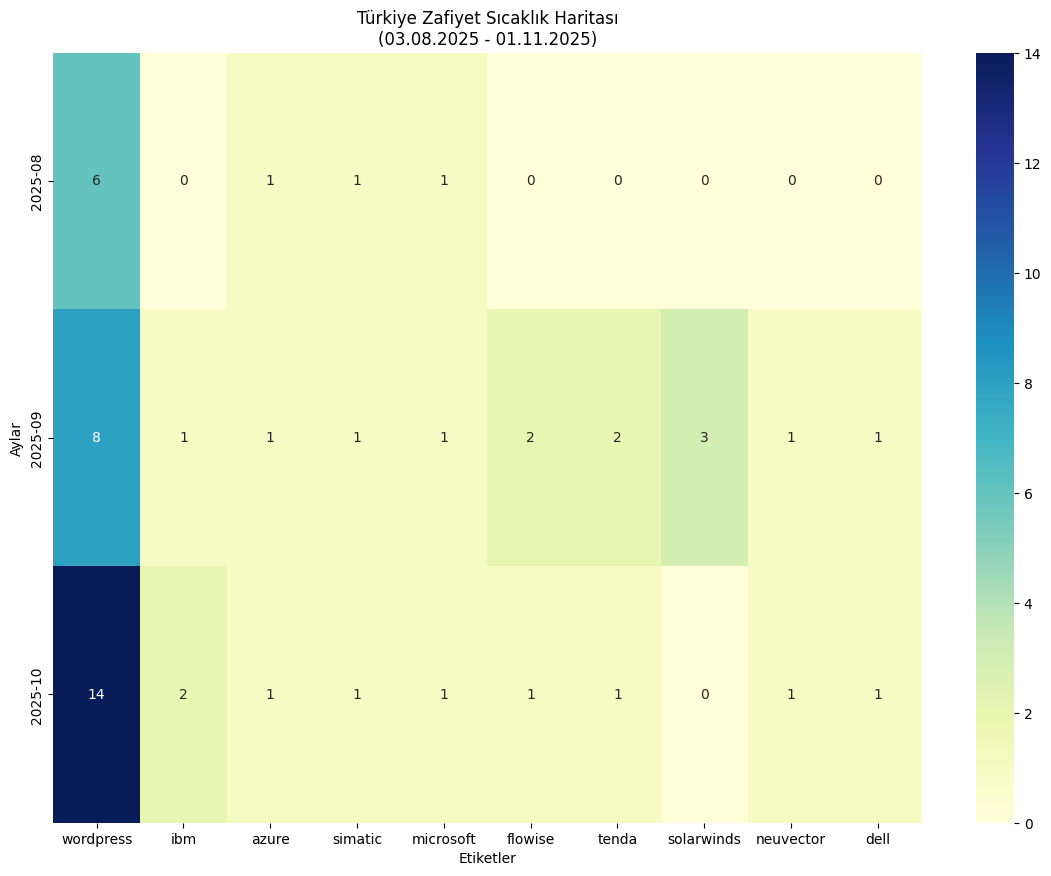 Türkiye Zafiyet Sıcaklık Haritası
(03.08.2025 - 01.11.2025)
Aylar
2025-08
6 0 1 1 1 0 0 0 0 0
2025-09
8 1 1 1 1 2 2 3 1 1
2025-10
14 2 1 1 1 1 1 0 1 1
wordpress ibm azure simatic microsoft flowise tenda solarwinds neuvector dell
Etiketler
14
12
10
8
6
4
2
0